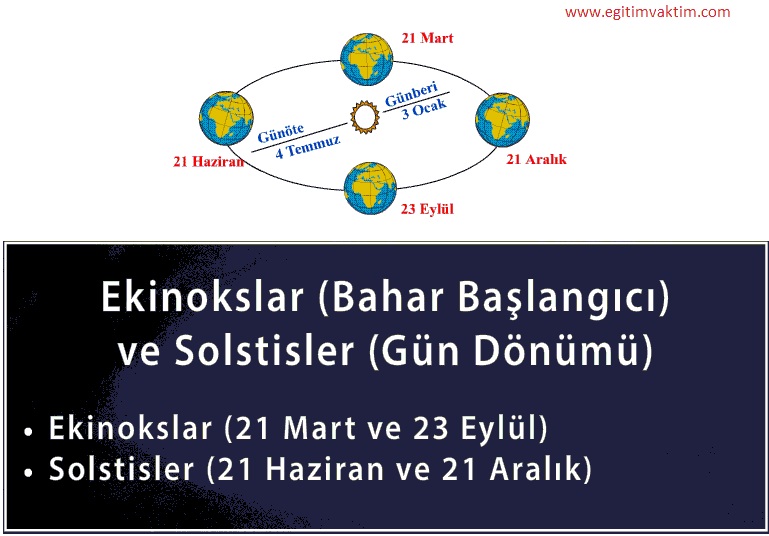 www.egitimvaktim.com
21 Mart
Günberi
3 Ocak
Günöte
4 Temmuz
21 Haziran
21 Aralık
23 Eylül
Ekinokslar (Bahar Başlangıcı)
ve Solstisler (Gün Dönümü)
• Ekinokslar (21 Mart ve 23 Eylül)
• Solstisler (21 Haziran ve 21 Aralık)